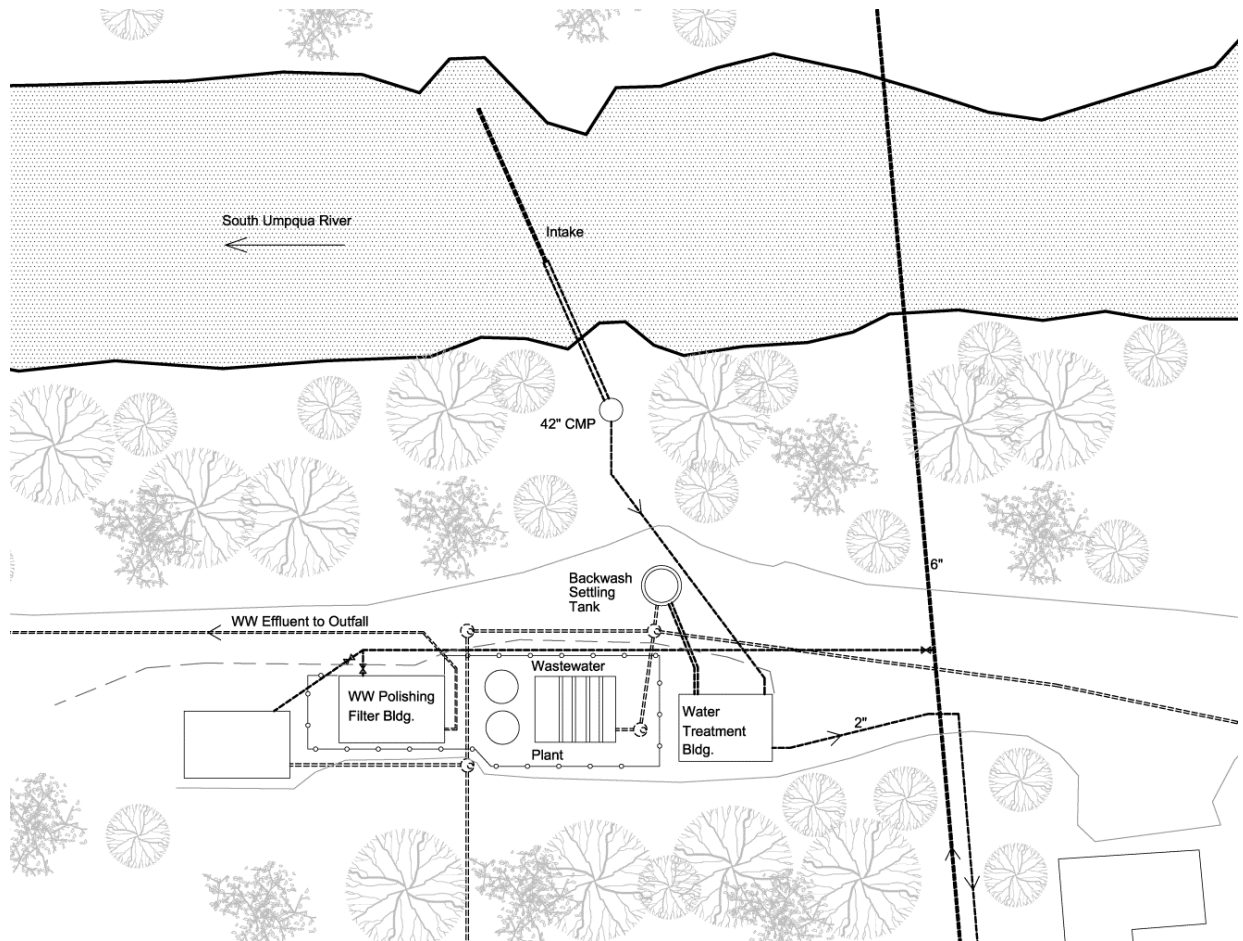 South Umpqua River
Intake
42" CMP
6"
Backwash
Settling
Tank
WW Effluent to Outfall
Wastewater
WW Polishing
Filter Bldg.
Water
Treatment
Bldg.
2"
Plant